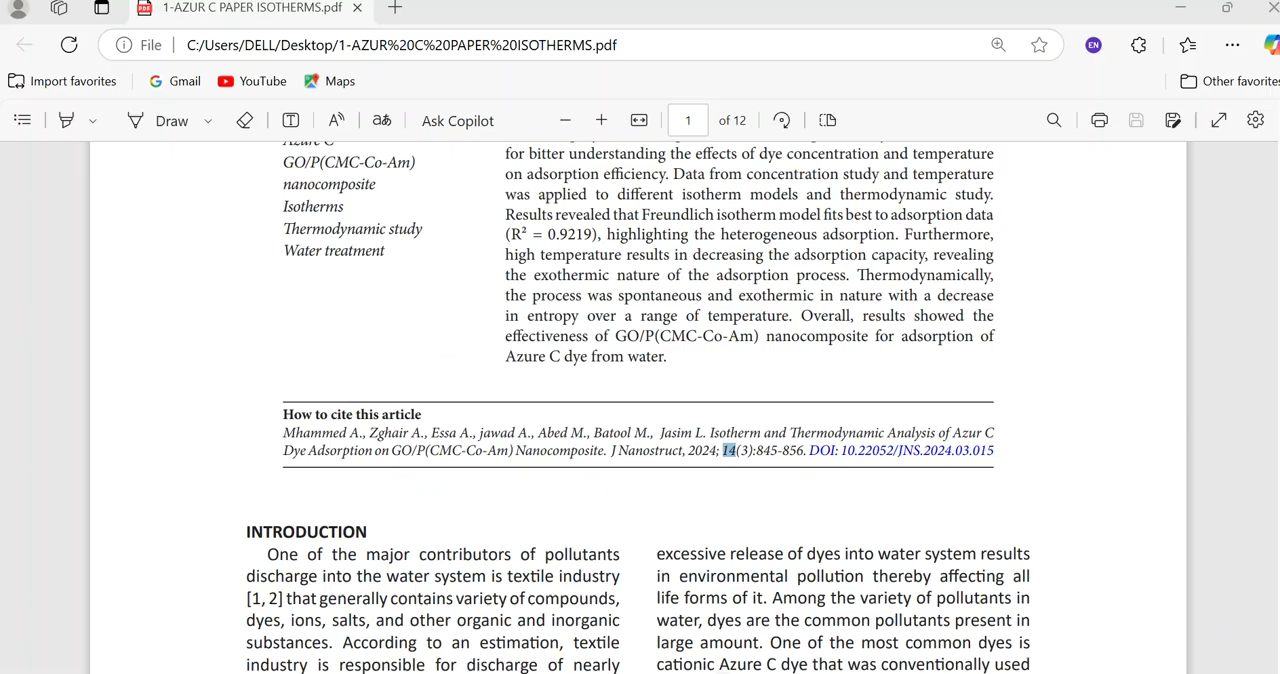 1-AZUR C PAPER ISOTHERMS.pdf
File
C:/Users/DELL/Desktop/1-AZUR%20C%20PAPER%20ISOTHERMS.pdf
EN
Import favorites
Gmail
YouTube
Maps
Other favorites
Draw
Ask Copilot
1 of 12
Azure C
GO/P(CMC-Co-Am)
nanocomposite
Isotherms
Thermodynamic study
Water treatment
for bitter understanding the effects of dye concentration and temperature
on adsorption efficiency. Data from concentration study and temperature
was applied to different isotherm models and thermodynamic study.
Results revealed that Freundlich isotherm model fits best to adsorption data
(R² = 0.9219), highlighting the heterogeneous adsorption. Furthermore,
high temperature results in decreasing the adsorption capacity, revealing
the exothermic nature of the adsorption process. Thermodynamically,
the process was spontaneous and exothermic in nature with a decrease
in entropy over a range of temperature. Overall, results showed the
effectiveness of GO/P(CMC-Co-Am) nanocomposite for adsorption of
Azure C dye from water.
How to cite this article
Mhammed A., Zghair A., Essa A., jawad A., Abed M., Batool M., Jasim L. Isotherm and Thermodynamic Analysis of Azur C
Dye Adsorption on GO/P(CMC-Co-Am) Nanocomposite. J Nanostruct, 2024; 14(3):845-856. DOI: 10.22052/JNS.2024.03.015
INTRODUCTION
One of the major contributors of pollutants
discharge into the water system is textile industry
[1, 2] that generally contains variety of compounds,
dyes, ions, salts, and other organic and inorganic
substances. According to an estimation, textile
industry is responsible for discharge of nearly
excessive release of dyes into water system results
in environmental pollution thereby affecting all
life forms of it. Among the variety of pollutants in
water, dyes are the common pollutants present in
large amount. One of the most common dyes is
cationic Azure C dye that was conventionally used